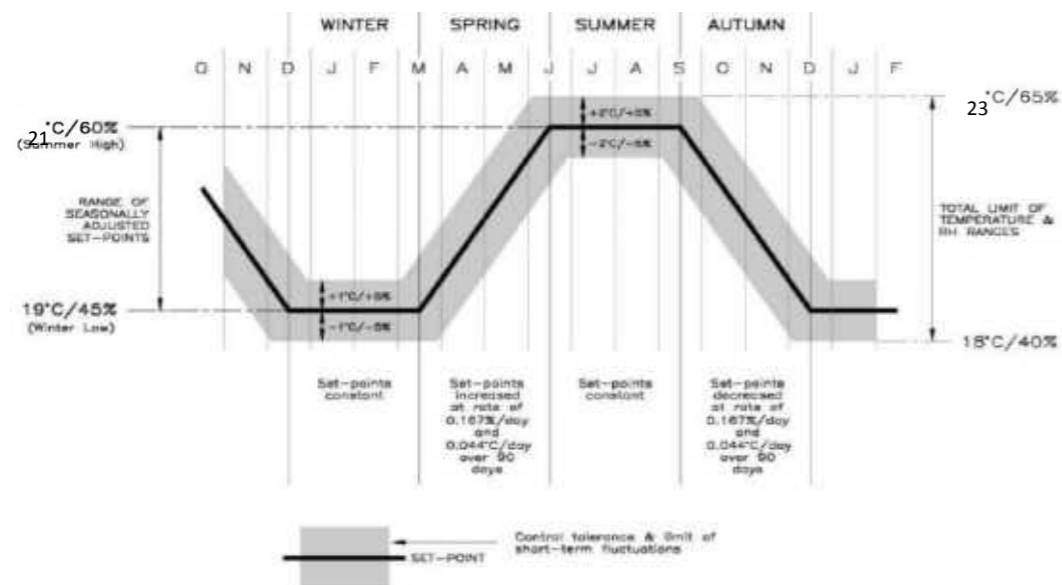 WINTER SPRING SUMMER AUTUMN
O N D J F M A M J J A S O N D J F
23 °C/65%
+2°C/+5%
21 °C/60%
(Summer High)
-2°C/-5%
RANGE OF
SEASONALLY
ADJUSTED
SET-POINTS
TOTAL LIMIT OF
TEMPERATURE &
RH RANGES
+1°C/+5%
19°C/45%
(Winter Low)
-1°C/-5%
18°C/40%
Set-points
constant
Set-points
increased
at rate of
0.167%/day
and
0.044°C/day
over 90
days
Set-points
constant
Set-points
decreased
at rate of
0.167%/day
and
0.044°C/day
over 90
days
Control tolerance & limit of
short-term fluctuations
SET-POINT